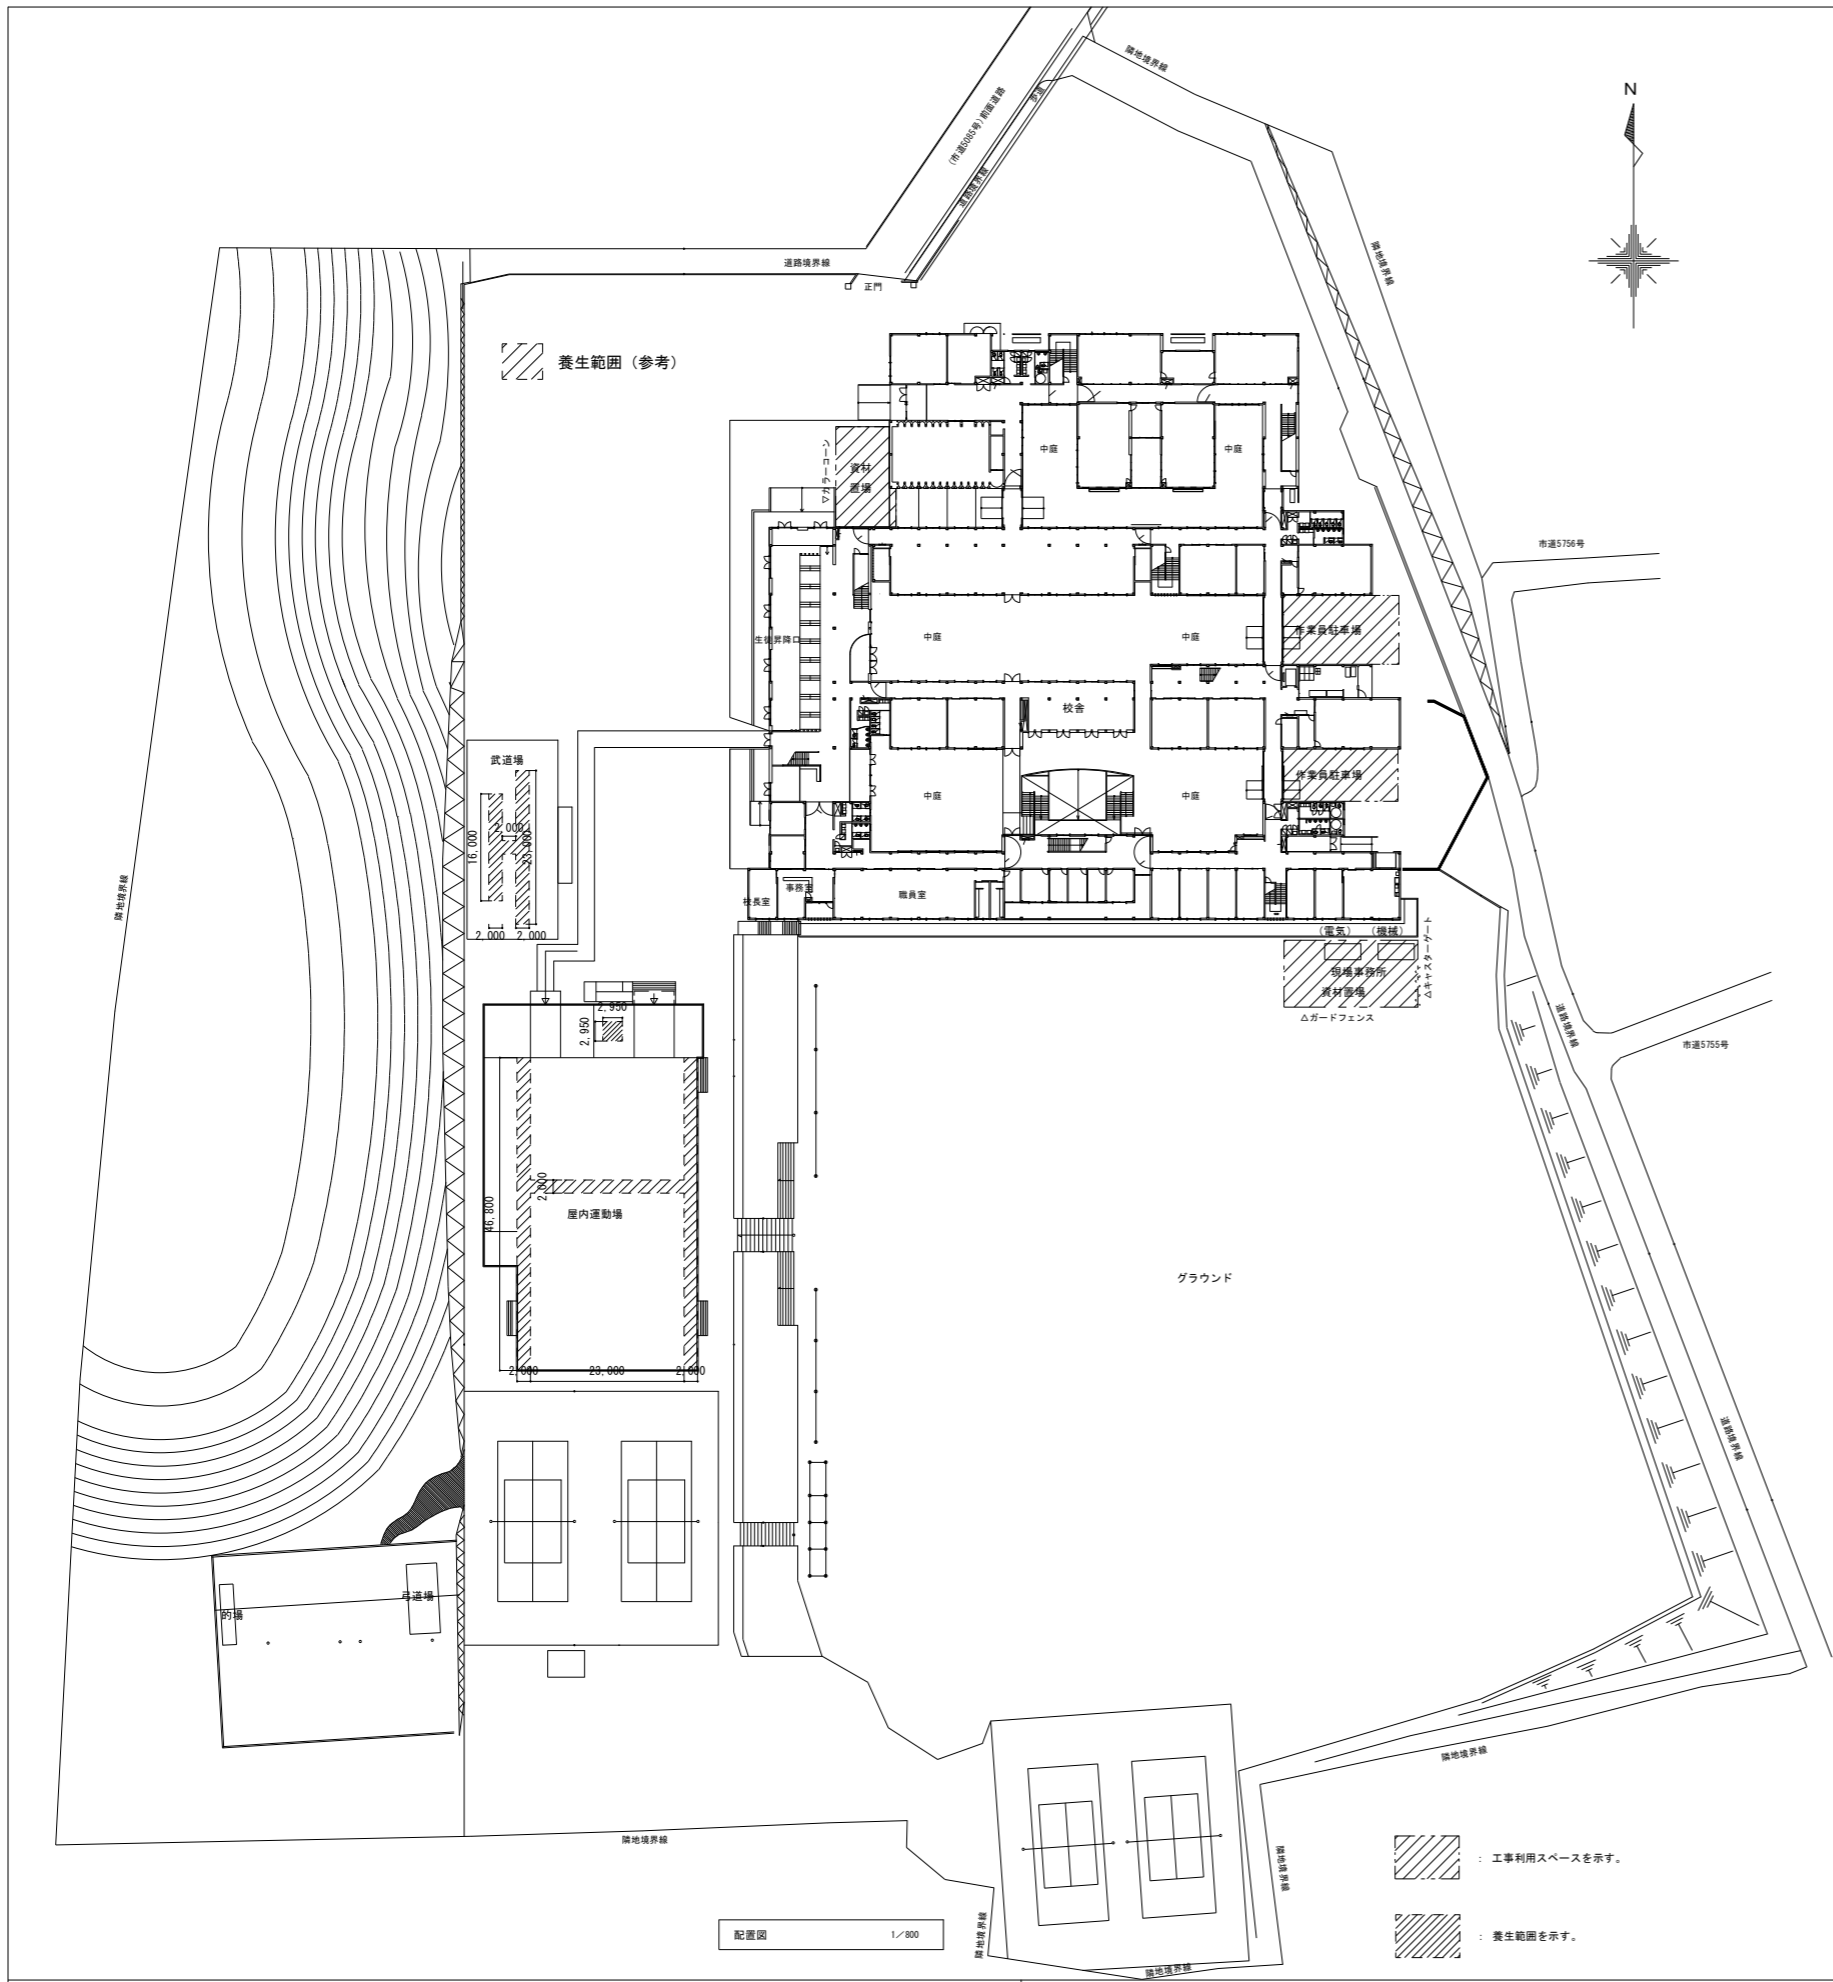 隣地境界線
N
歩道
(市道5085号)前面道路
道路境界線
隣地境界線
道路境界線
正門
養生範囲（参考）
▽カラーコーン
資材
置場
中庭
中庭
市道5756号
生徒昇降口
中庭
中庭
作業員駐車場
校舎
武道場
中庭
中庭
作業員駐車場
16,000
2,000
23,000
2,000
2,000
隣地境界線
校長室
事務室
職員室
(電気)
(機械)
現場事務所
資材置場
△キャスターゲート
△ガードフェンス
道路境界線
市道5755号
2,950
2,950
2,000
46,800
屋内運動場
グラウンド
2,000
23,000
2,000
道路境界線
的場
弓道場
隣地境界線
隣地境界線
隣地境界線
隣地境界線
隣地境界線
配置図 1／800
： 工事利用スペースを示す。
： 養生範囲を示す。